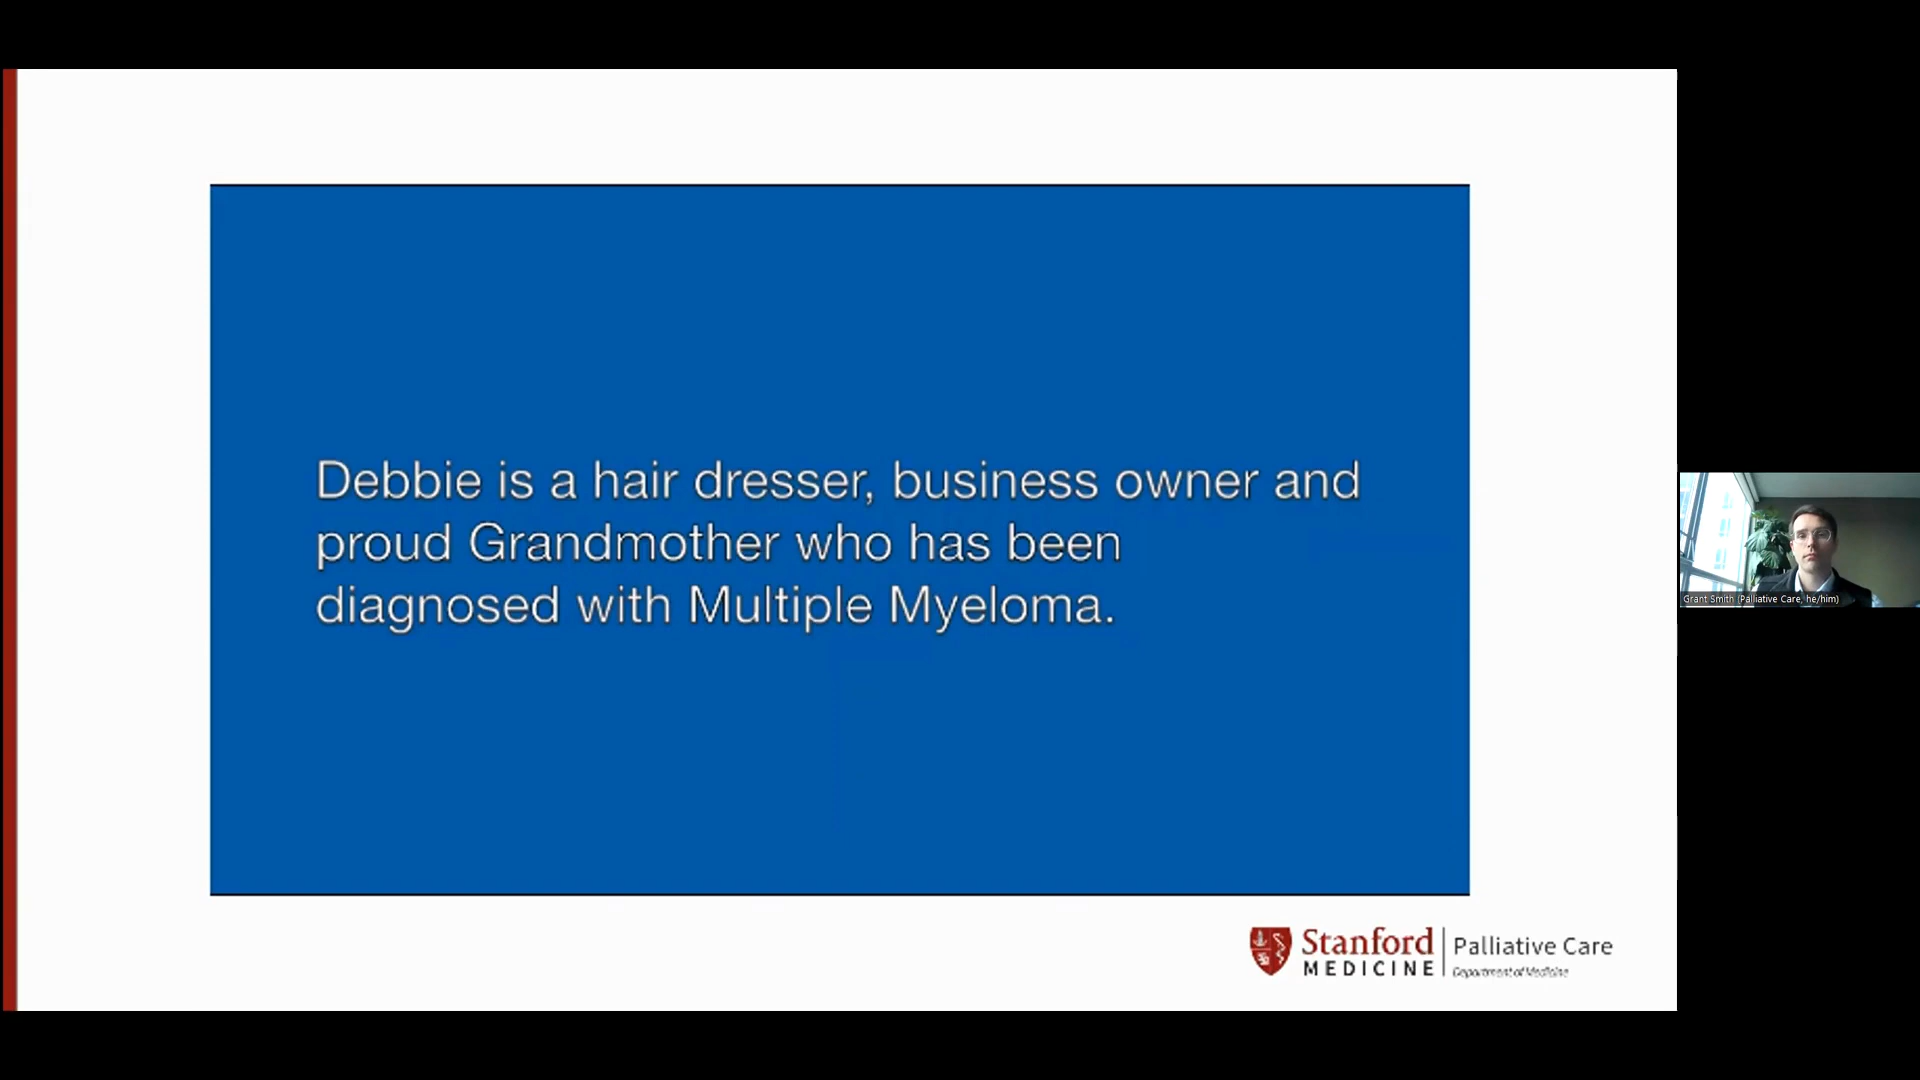 Debbie is a hair dresser, business owner and
proud Grandmother who has been
diagnosed with Multiple Myeloma.
Stanford
MEDICINE
Palliative Care
Department of Medicine
Grant Smith (Palliative Care, he/him)